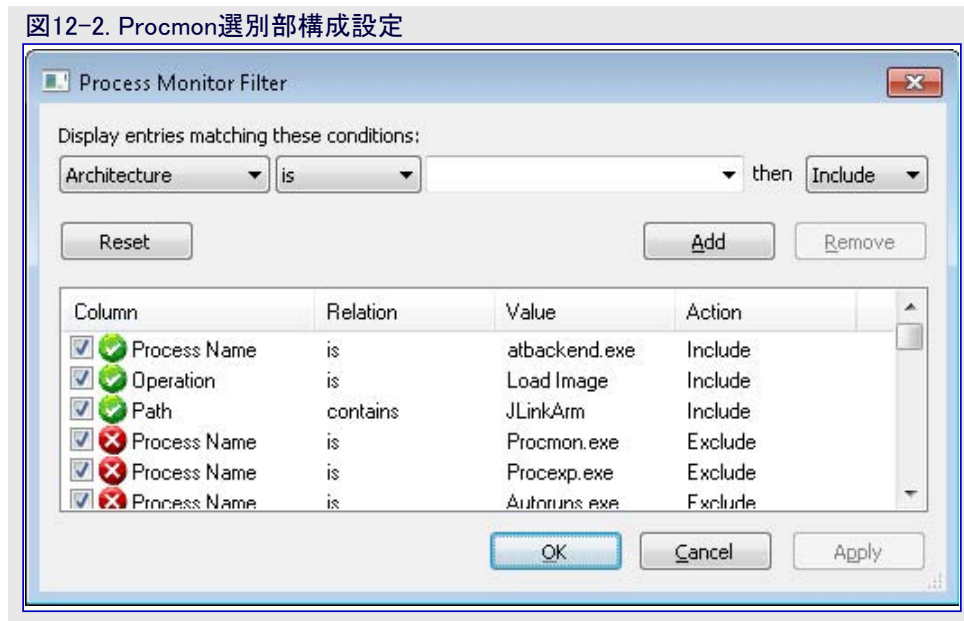 図12-2. Procmon選別部構成設定
Process Monitor Filter
Display entries matching these conditions:
Architecture is then Include
Reset Add Remove
Column Relation Value Action
Process Name is atbackend.exe Include
Operation is Load Image Include
Path contains JLinkArm Include
Process Name is Procmon.exe Exclude
Process Name is Procexp.exe Exclude
Process Name is Autoruns.exe Exclude
OK Cancel Apply